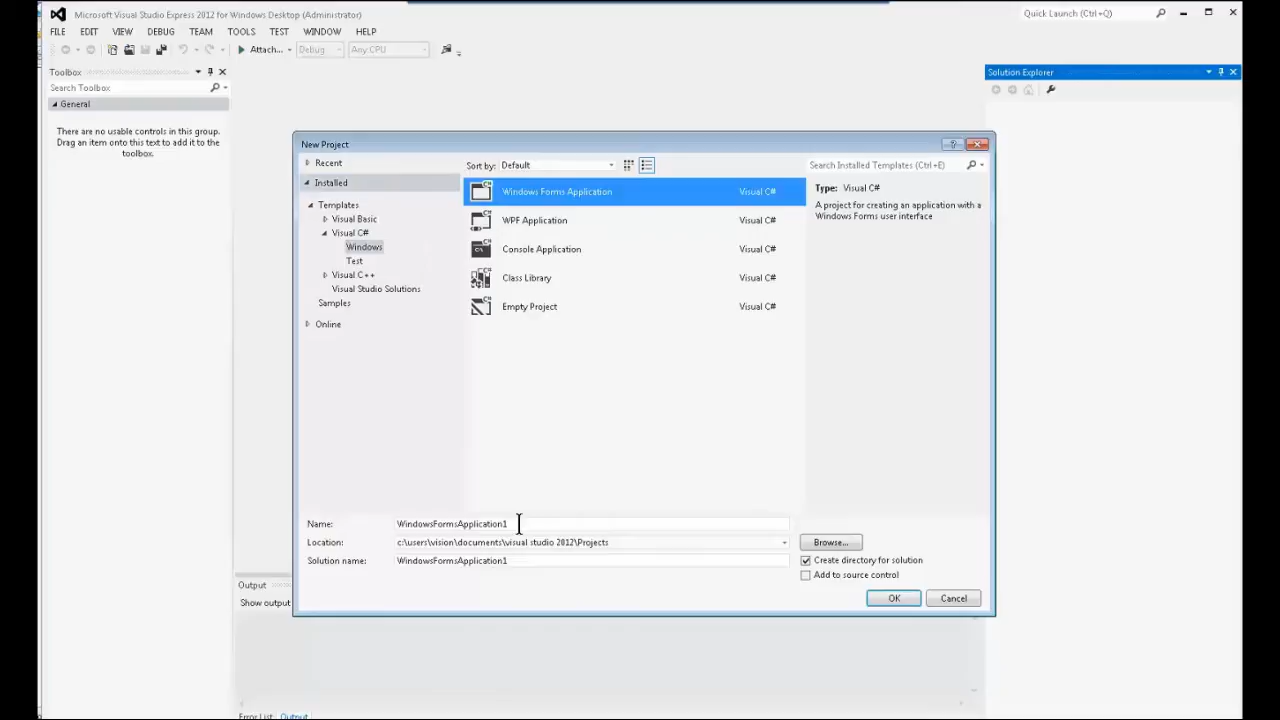 Microsoft Visual Studio Express 2012 for Windows Desktop (Administrator)
Quick Launch (Ctrl+Q)
FILE EDIT VIEW DEBUG TEAM TOOLS TEST WINDOW HELP
Attach... Debug Any CPU
Toolbox
Solution Explorer
Search Toolbox
General
There are no usable controls in this group.
Drag an item onto this text to add it to the
toolbox.
New Project
Recent
Sort by: Default
Search Installed Templates (Ctrl+E)
Installed
Templates
Visual Basic
Visual C#
Windows
Test
Visual C++
Visual Studio Solutions
Samples
Online
Windows Forms Application Visual C#
WPF Application Visual C#
Console Application Visual C#
Class Library Visual C#
Empty Project Visual C#
Type: Visual C#
A project for creating an application with a
Windows Forms user interface
Name: WindowsFormsApplication1
Location: c:\users\vision\documents\visual studio 2012\Projects
Browse...
Solution name: WindowsFormsApplication1
Create directory for solution
Add to source control
OK Cancel
Output
Show output
Error List Output